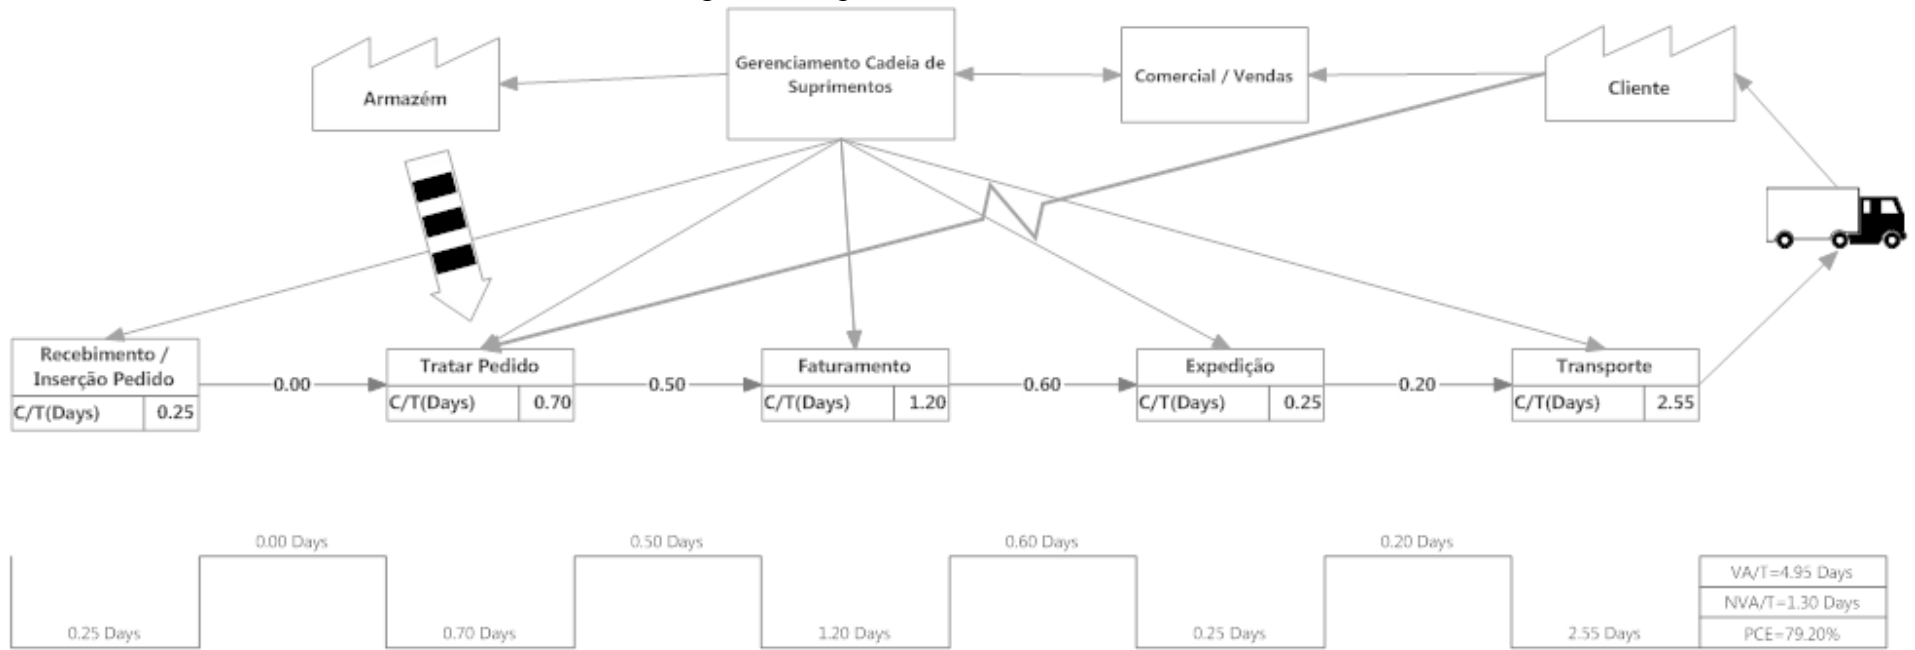 Gerenciamento Cadeia de
Suprimentos
Armazém
Comercial / Vendas
Cliente
Recebimento /
Inserção Pedido
C/T(Days) 0.25
0.00
Tratar Pedido
C/T(Days) 0.70
0.50
Faturamento
C/T(Days) 1.20
0.60
Expedição
C/T(Days) 0.25
0.20
Transporte
C/T(Days) 2.55
0.00 Days
0.50 Days
0.60 Days
0.20 Days
0.25 Days
0.70 Days
1.20 Days
0.25 Days
2.55 Days
VA/T=4.95 Days
NVA/T=1.30 Days
PCE=79.20%